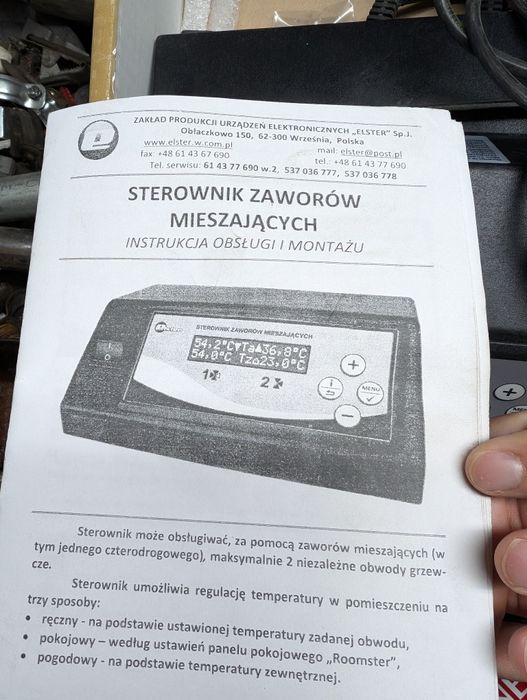 ZAKŁAD PRODUKCJI URZĄDZEŃ ELEKTRONICZNYCH „ELSTER” Sp.J.
Obłaczkowo 150, 62-300 Września, Polska
www.elster.w.com.pl mail: elster@post.pl
fax: +48 61 43 67 690 tel.: +48 61 43 77 690
Tel. serwisu: 61 43 77 690 w.2, 537 036 777, 537 036 778
STEROWNIK ZAWORÓW
MIESZAJĄCYCH
INSTRUKCJA OBSŁUGI I MONTAŻU
STEROWNIK ZAWORÓW MIESZAJĄCYCH
54,2°C▼Ta▲36,8°C
54,0°C Tz⌂23,0°C
1 2
+
i
MENU
✓
−
I
O
Sterownik może obsługiwać, za pomocą zaworów mieszających (w
tym jednego czterodrogowego), maksymalnie 2 niezależne obwody grzew-
cze.
Sterownik umożliwia regulację temperatury w pomieszczeniu na
trzy sposoby:
• ręczny - na podstawie ustawionej temperatury zadanej obwodu,
• pokojowy – według ustawień panelu pokojowego „Roomster”,
• pogodowy - na podstawie temperatury zewnętrznej.
+
MENU